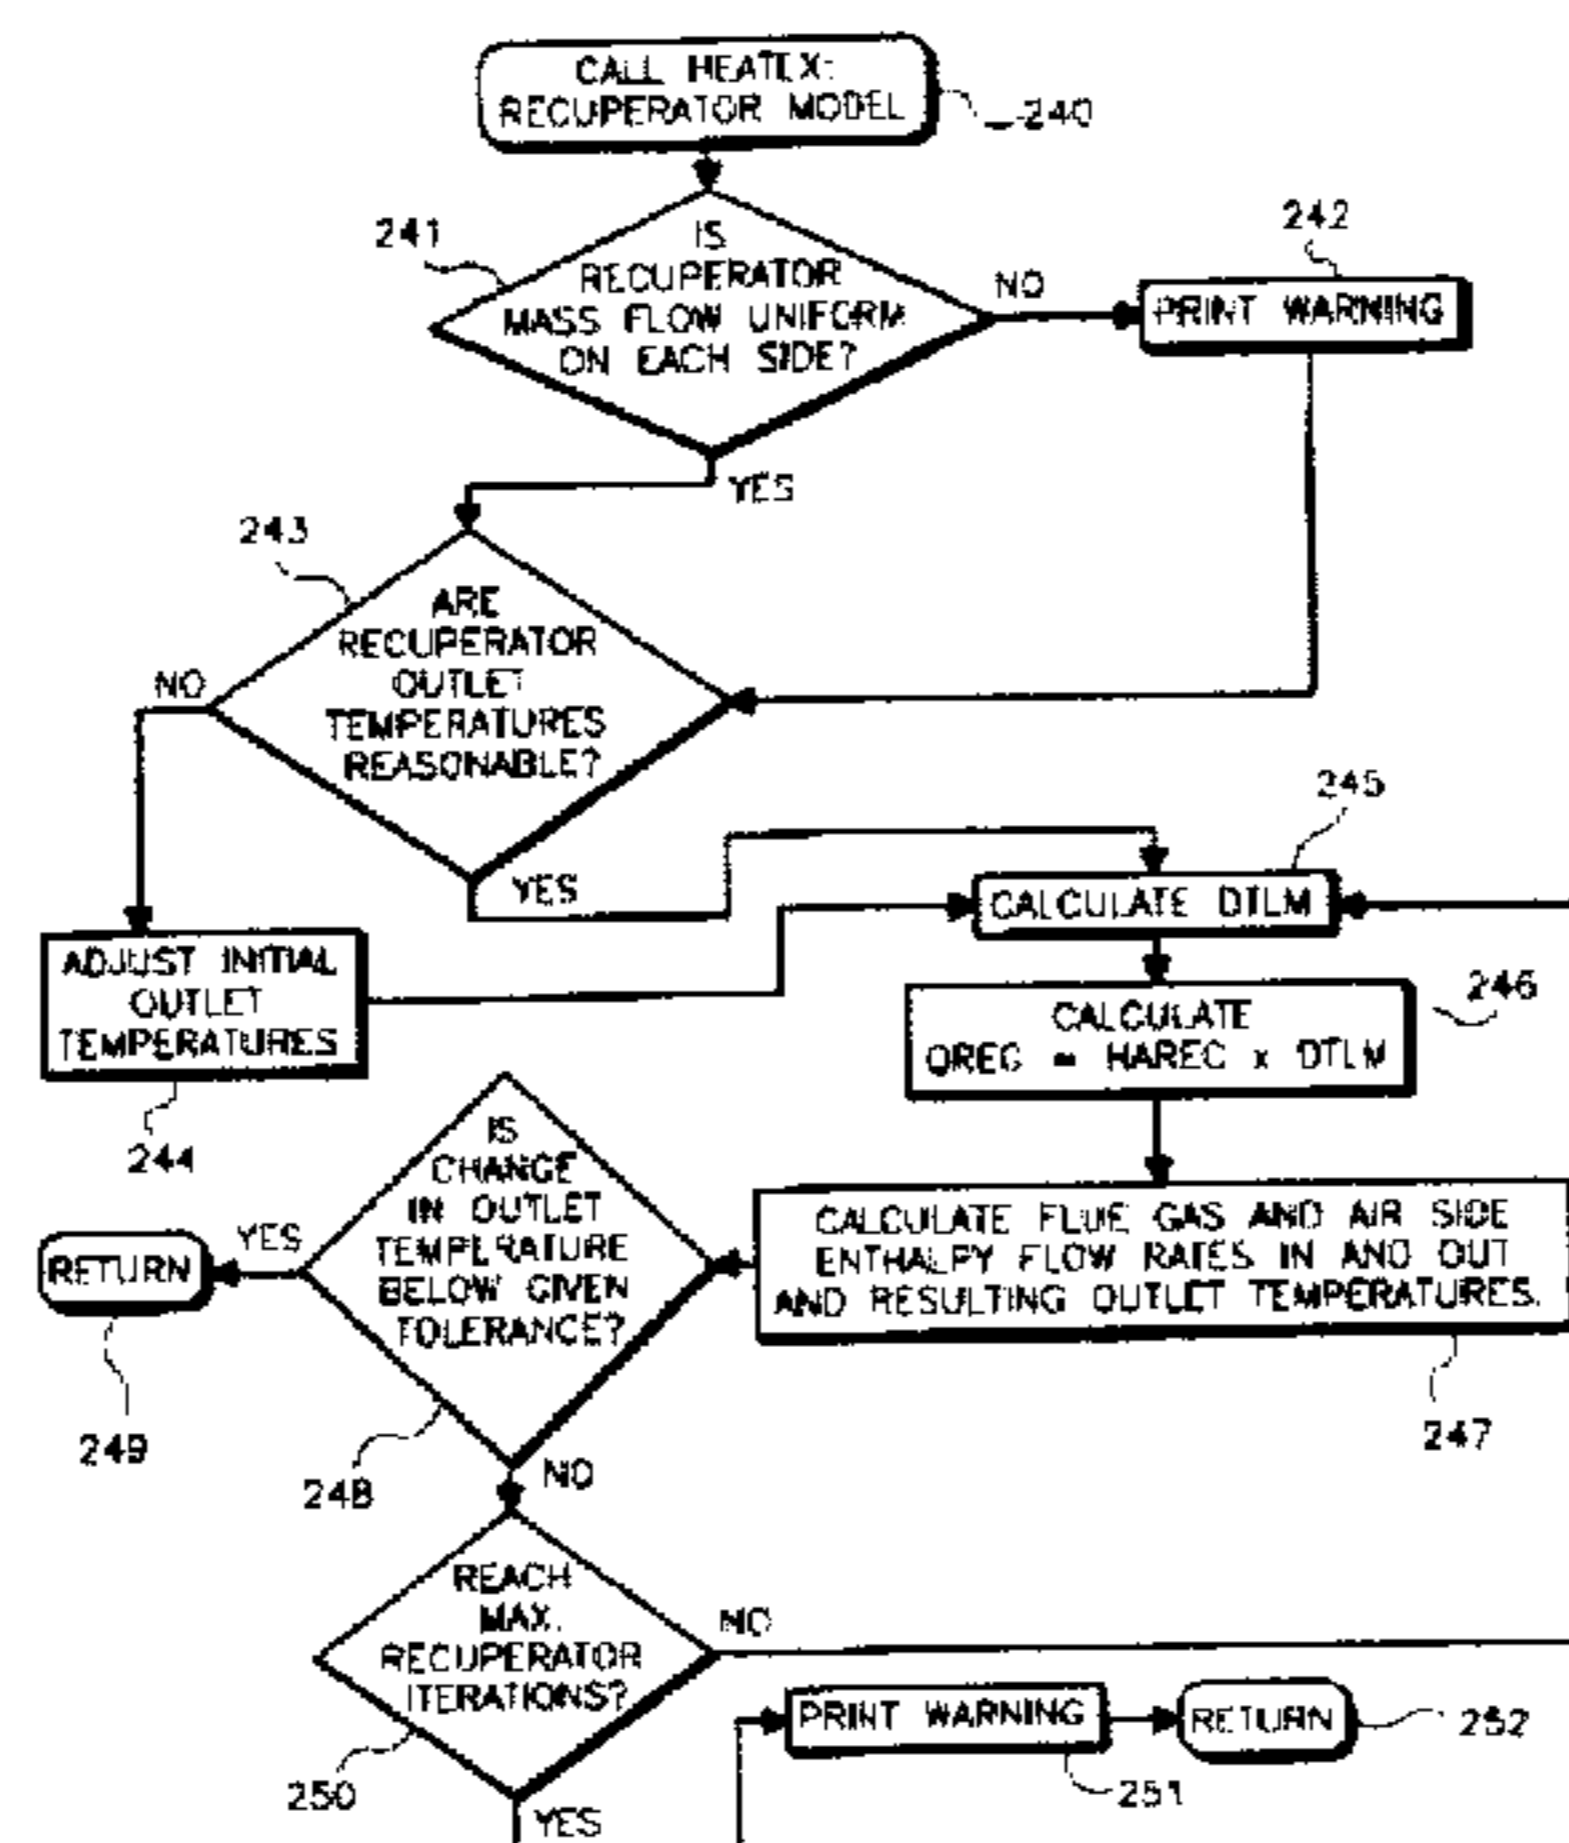 CALL HEATEX:
RECUPERATOR MODEL
240
241
IS
RECUPERATOR
MASS FLOW UNIFORM
ON EACH SIDE?
NO
242
PRINT WARNING
YES
243
ARE
RECUPERATOR
OUTLET
TEMPERATURES
REASONABLE?
NO
YES
245
CALCULATE DTLM
ADJUST INITIAL
OUTLET
TEMPERATURES
244
246
CALCULATE
QREG = HAREC x DTLM
IS
CHANGE
IN OUTLET
TEMPERATURE
BELOW GIVEN
TOLERANCE?
YES
RETURN
249
248
CALCULATE FLUE GAS AND AIR SIDE
ENTHALPY FLOW RATES IN AND OUT
AND RESULTING OUTLET TEMPERATURES.
247
NO
REACH
MAX.
RECUPERATOR
ITERATIONS?
NO
250
YES
PRINT WARNING
251
RETURN
252